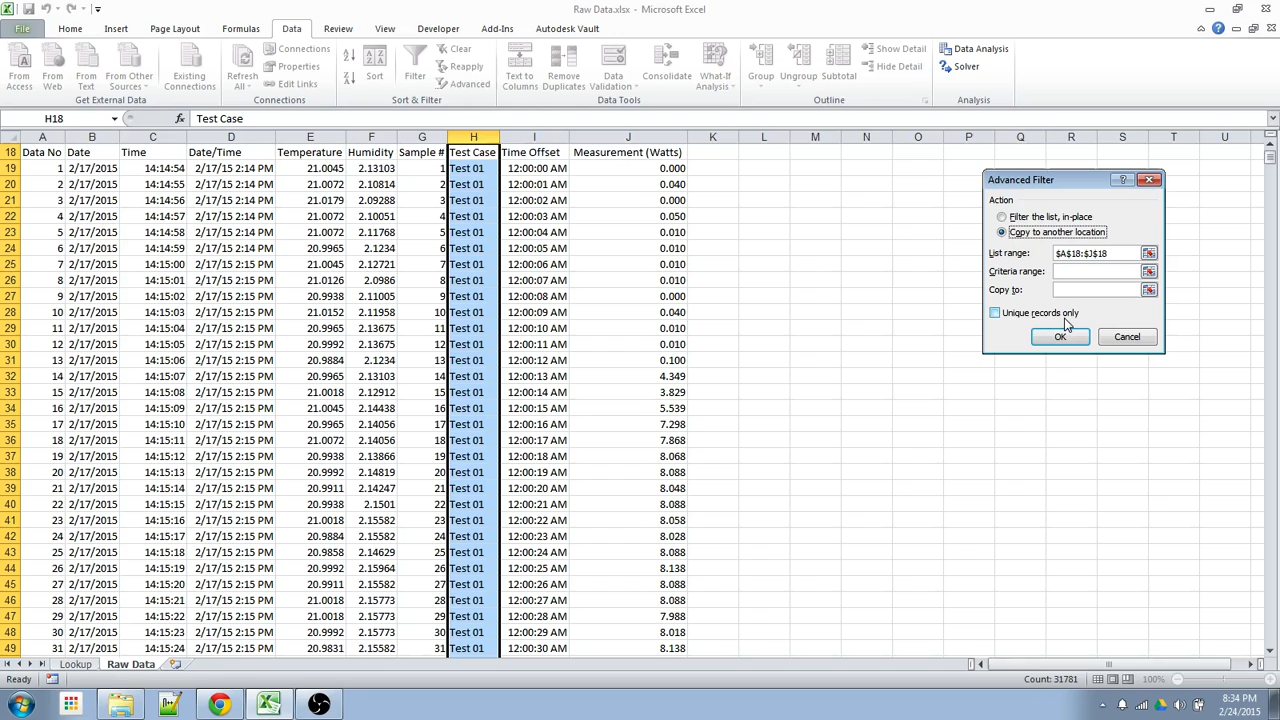 Raw Data.xlsx - Microsoft Excel
File Home Insert Page Layout Formulas Data Review View Developer Add-Ins Autodesk Vault
From Access
From Web
From Text
From Other Sources
Existing Connections
Get External Data
Refresh All
Connections
Properties
Edit Links
Connections
Sort
Filter
Clear
Reapply
Advanced
Sort & Filter
Text to Columns
Remove Duplicates
Data Validation
Consolidate
What-If Analysis
Data Tools
Group
Ungroup
Subtotal
Show Detail
Hide Detail
Outline
Data Analysis
Solver
Analysis
H18 fx Test Case
A B C D E F G H I J K L M N O P Q R S T U
18 Data No Date Time Date/Time Temperature Humidity Sample # Test Case Time Offset Measurement (Watts)
19 1 2/17/2015 14:14:54 2/17/15 2:14 PM 21.0045 2.13103 1 Test 01 12:00:00 AM 0.000
20 2 2/17/2015 14:14:55 2/17/15 2:14 PM 21.0072 2.10814 2 Test 01 12:00:01 AM 0.040
21 3 2/17/2015 14:14:56 2/17/15 2:14 PM 21.0179 2.09288 3 Test 01 12:00:02 AM 0.000
22 4 2/17/2015 14:14:57 2/17/15 2:14 PM 21.0072 2.10051 4 Test 01 12:00:03 AM 0.050
23 5 2/17/2015 14:14:58 2/17/15 2:14 PM 21.0018 2.11768 5 Test 01 12:00:04 AM 0.010
24 6 2/17/2015 14:14:59 2/17/15 2:14 PM 20.9965 2.1234 6 Test 01 12:00:05 AM 0.010
25 7 2/17/2015 14:15:00 2/17/15 2:15 PM 21.0045 2.12721 7 Test 01 12:00:06 AM 0.010
26 8 2/17/2015 14:15:01 2/17/15 2:15 PM 21.0126 2.0986 8 Test 01 12:00:07 AM 0.010
27 9 2/17/2015 14:15:02 2/17/15 2:15 PM 20.9938 2.11005 9 Test 01 12:00:08 AM 0.000
28 10 2/17/2015 14:15:03 2/17/15 2:15 PM 21.0152 2.11958 10 Test 01 12:00:09 AM 0.040
29 11 2/17/2015 14:15:04 2/17/15 2:15 PM 20.9938 2.13675 11 Test 01 12:00:10 AM 0.010
30 12 2/17/2015 14:15:05 2/17/15 2:15 PM 20.9965 2.13675 12 Test 01 12:00:11 AM 0.010
31 13 2/17/2015 14:15:06 2/17/15 2:15 PM 20.9884 2.1234 13 Test 01 12:00:12 AM 0.100
32 14 2/17/2015 14:15:07 2/17/15 2:15 PM 20.9965 2.13103 14 Test 01 12:00:13 AM 4.349
33 15 2/17/2015 14:15:08 2/17/15 2:15 PM 21.0018 2.12912 15 Test 01 12:00:14 AM 3.829
34 16 2/17/2015 14:15:09 2/17/15 2:15 PM 21.0045 2.14438 16 Test 01 12:00:15 AM 5.539
35 17 2/17/2015 14:15:10 2/17/15 2:15 PM 20.9965 2.14056 17 Test 01 12:00:16 AM 7.298
36 18 2/17/2015 14:15:11 2/17/15 2:15 PM 21.0072 2.14056 18 Test 01 12:00:17 AM 7.868
37 19 2/17/2015 14:15:12 2/17/15 2:15 PM 20.9938 2.13866 19 Test 01 12:00:18 AM 8.068
38 20 2/17/2015 14:15:13 2/17/15 2:15 PM 20.9992 2.14819 20 Test 01 12:00:19 AM 8.088
39 21 2/17/2015 14:15:14 2/17/15 2:15 PM 20.9911 2.14247 21 Test 01 12:00:20 AM 8.048
40 22 2/17/2015 14:15:15 2/17/15 2:15 PM 20.9938 2.1501 22 Test 01 12:00:21 AM 8.088
41 23 2/17/2015 14:15:16 2/17/15 2:15 PM 21.0018 2.15582 23 Test 01 12:00:22 AM 8.058
42 24 2/17/2015 14:15:17 2/17/15 2:15 PM 20.9884 2.15582 24 Test 01 12:00:23 AM 8.028
43 25 2/17/2015 14:15:18 2/17/15 2:15 PM 20.9858 2.14629 25 Test 01 12:00:24 AM 8.088
44 26 2/17/2015 14:15:19 2/17/15 2:15 PM 20.9992 2.15964 26 Test 01 12:00:25 AM 8.138
45 27 2/17/2015 14:15:20 2/17/15 2:15 PM 20.9911 2.15582 27 Test 01 12:00:26 AM 8.088
46 28 2/17/2015 14:15:21 2/17/15 2:15 PM 21.0018 2.15773 28 Test 01 12:00:27 AM 8.088
47 29 2/17/2015 14:15:22 2/17/15 2:15 PM 21.0018 2.15582 29 Test 01 12:00:28 AM 7.988
48 30 2/17/2015 14:15:23 2/17/15 2:15 PM 20.9992 2.15773 30 Test 01 12:00:29 AM 8.018
49 31 2/17/2015 14:15:24 2/17/15 2:15 PM 20.9831 2.15582 31 Test 01 12:00:30 AM 8.138
Advanced Filter
Action
Filter the list, in-place
Copy to another location
List range: $A$18:$J$18
Criteria range:
Copy to:
Unique records only
OK Cancel
Lookup Raw Data
Ready Count: 31781 100%
8:34 PM
2/24/2015